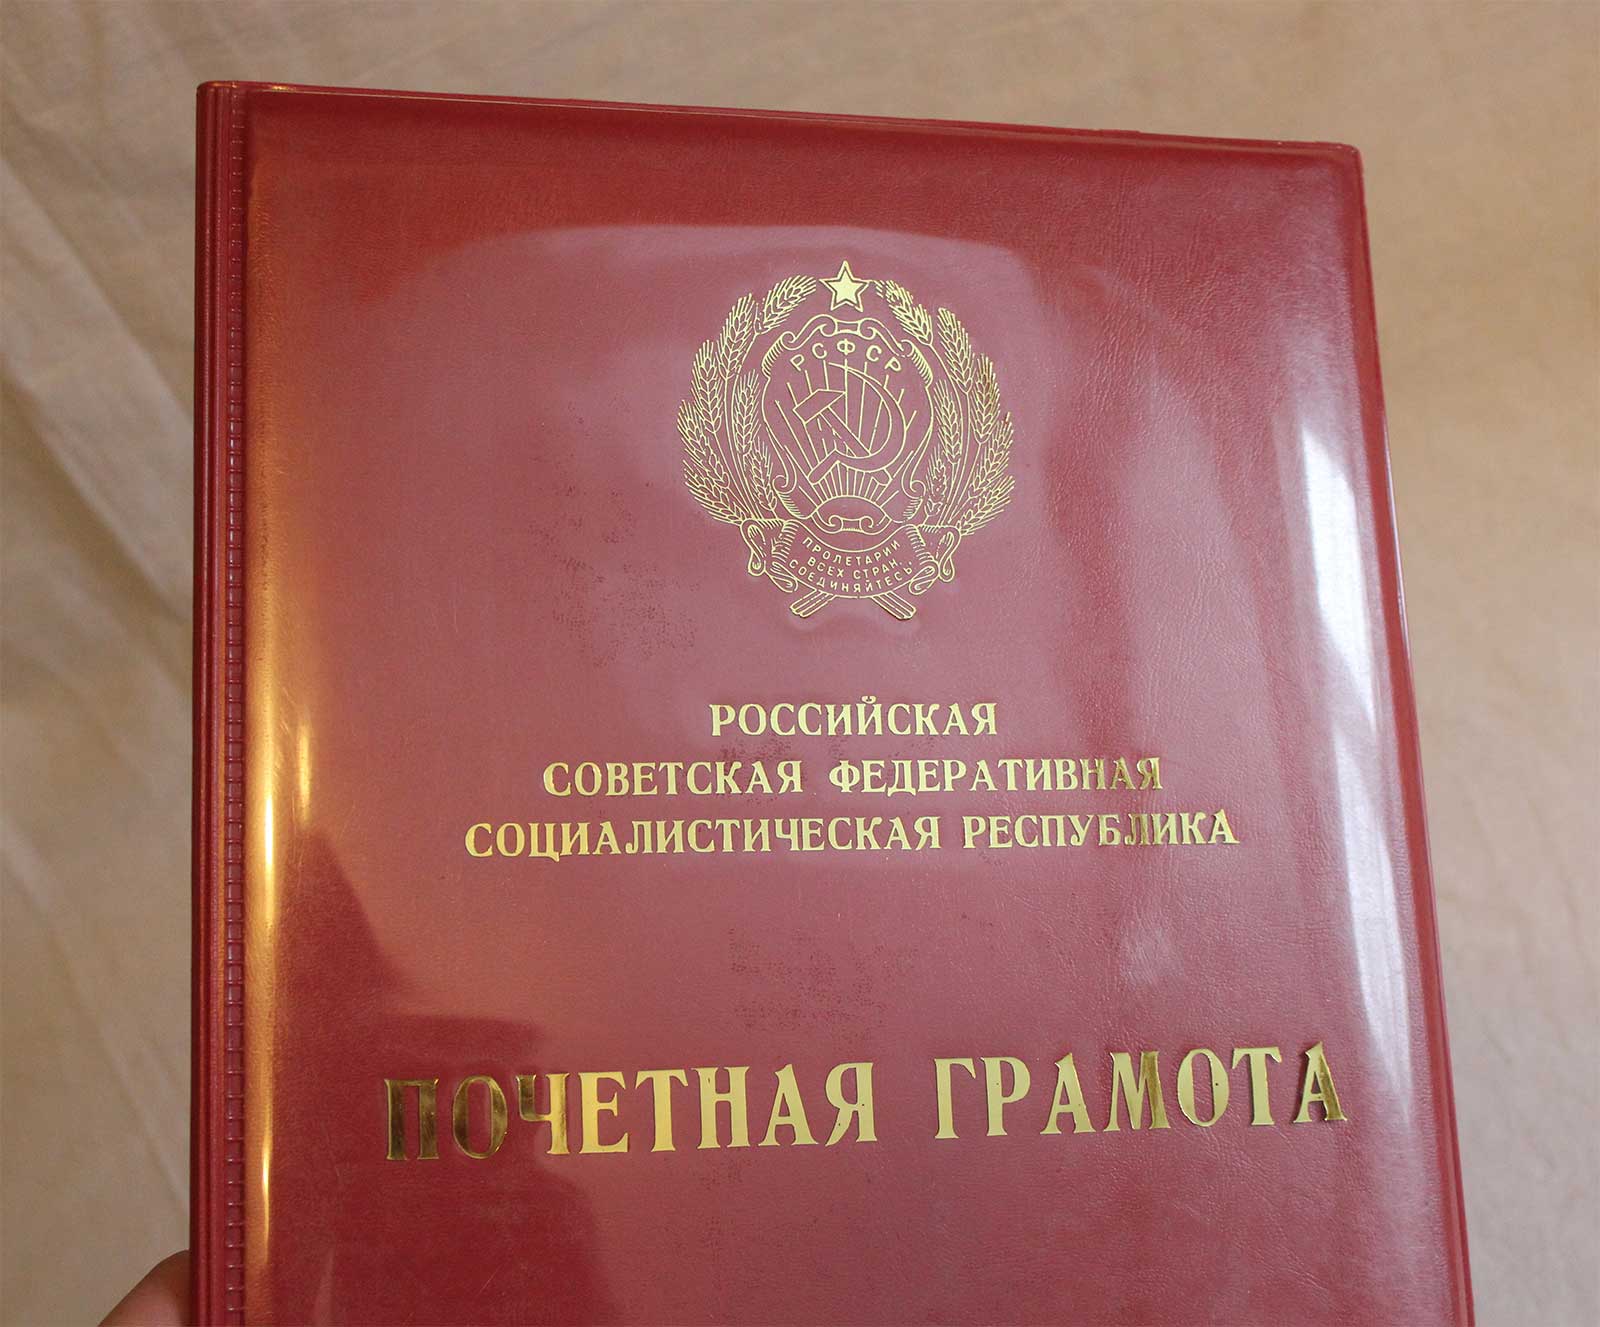 РСФСР
ПРОЛЕТАРИИ
ВСЕХ СТРАН,
СОЕДИНЯЙТЕСЬ
РОССИЙСКАЯ
СОВЕТСКАЯ ФЕДЕРАТИВНАЯ
СОЦИАЛИСТИЧЕСКАЯ РЕСПУБЛИКА
ПОЧЕТНАЯ ГРАМОТА